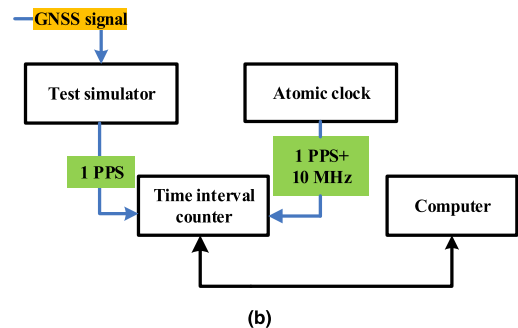 GNSS signal
Test simulator
Atomic clock
1 PPS
1 PPS+
10 MHz
Time interval
counter
Computer
(b)